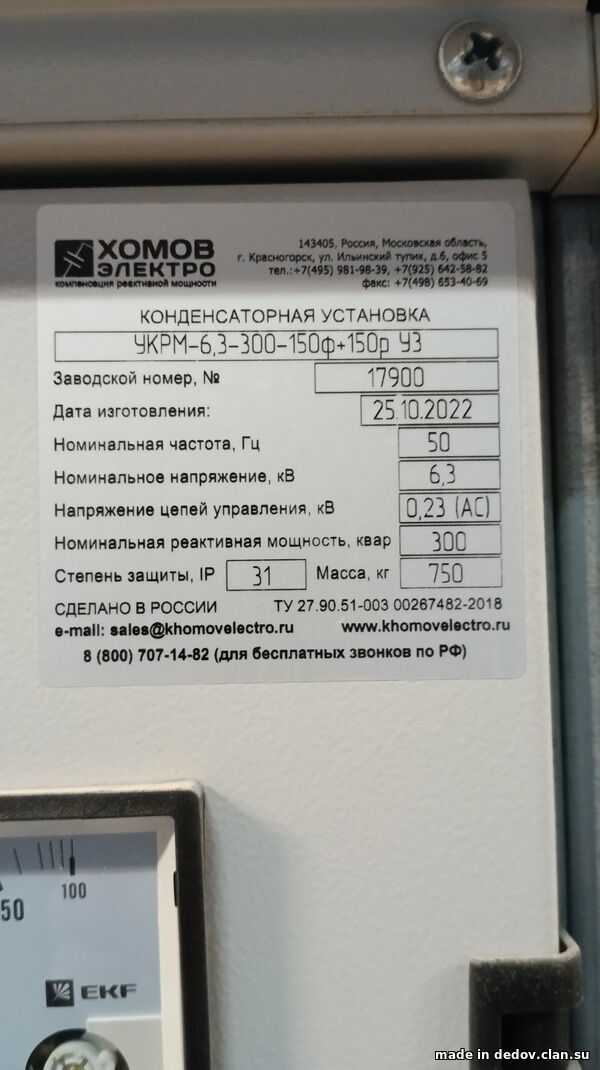 ХОМОВ
ЭЛЕКТРО
компенсация реактивной мощности
143405, Россия, Московская область,
г. Красногорск, ул. Ильинский тупик, д.6, офис 5
тел.:+7(495) 981-98-39, +7(925) 642-58-82
факс: +7(498) 653-40-69
КОНДЕНСАТОРНАЯ УСТАНОВКА
УКРМ-6,3-300-150ф+150р У3
Заводской номер, № 17900
Дата изготовления: 25.10.2022
Номинальная частота, Гц 50
Номинальное напряжение, кВ 6,3
Напряжение цепей управления, кВ 0,23 (АС)
Номинальная реактивная мощность, квар 300
Степень защиты, IP 31 Масса, кг 750
СДЕЛАНО В РОССИИ ТУ 27.90.51-003 00267482-2018
e-mail: sales@khomovelectro.ru www.khomovelectro.ru
8 (800) 707-14-82 (для бесплатных звонков по РФ)
50 100
EKF
made in dedov.clan.su